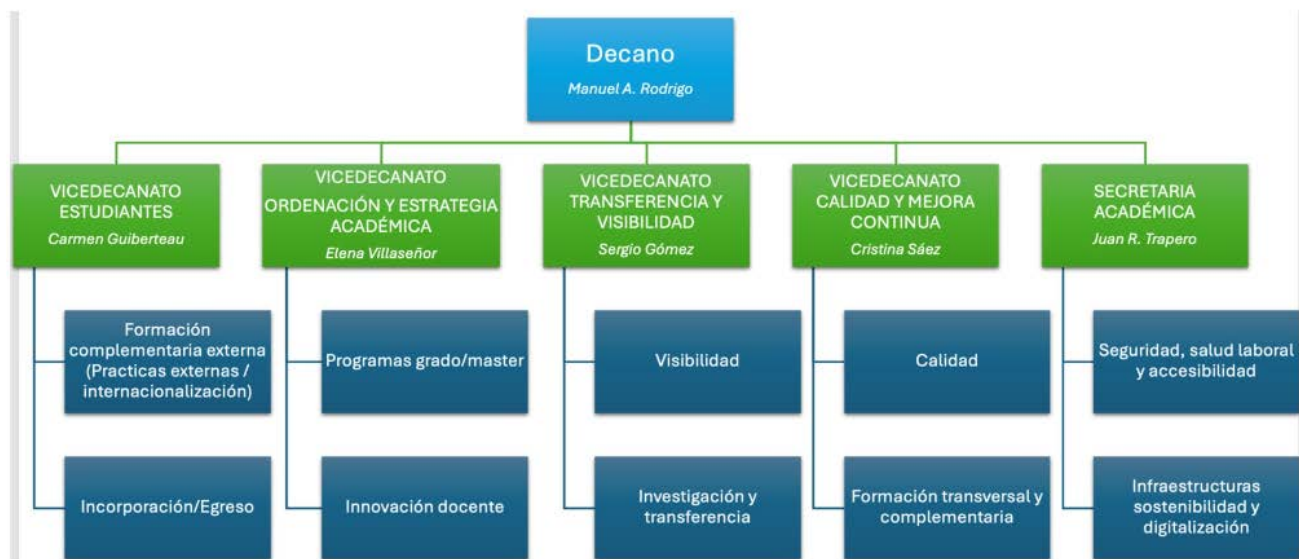 Decano
Manuel A. Rodrigo
VICEDECANATO
ESTUDIANTES
Carmen Guiberteau
VICEDECANATO
ORDENACIÓN Y ESTRATEGIA
ACADÉMICA
Elena Villaseñor
VICEDECANATO
TRANSFERENCIA Y
VISIBILIDAD
Sergio Gómez
VICEDECANATO
CALIDAD Y MEJORA
CONTINUA
Cristina Sáez
SECRETARIA
ACADÉMICA
Juan R. Trapero
Formación
complementaria externa
(Practicas externas /
internacionalización)
Programas grado/master
Visibilidad
Calidad
Seguridad, salud laboral
y accesibilidad
Incorporación/Egreso
Innovación docente
Investigación y
transferencia
Formación transversal y
complementaria
Infraestructuras
sostenibilidad y
digitalización